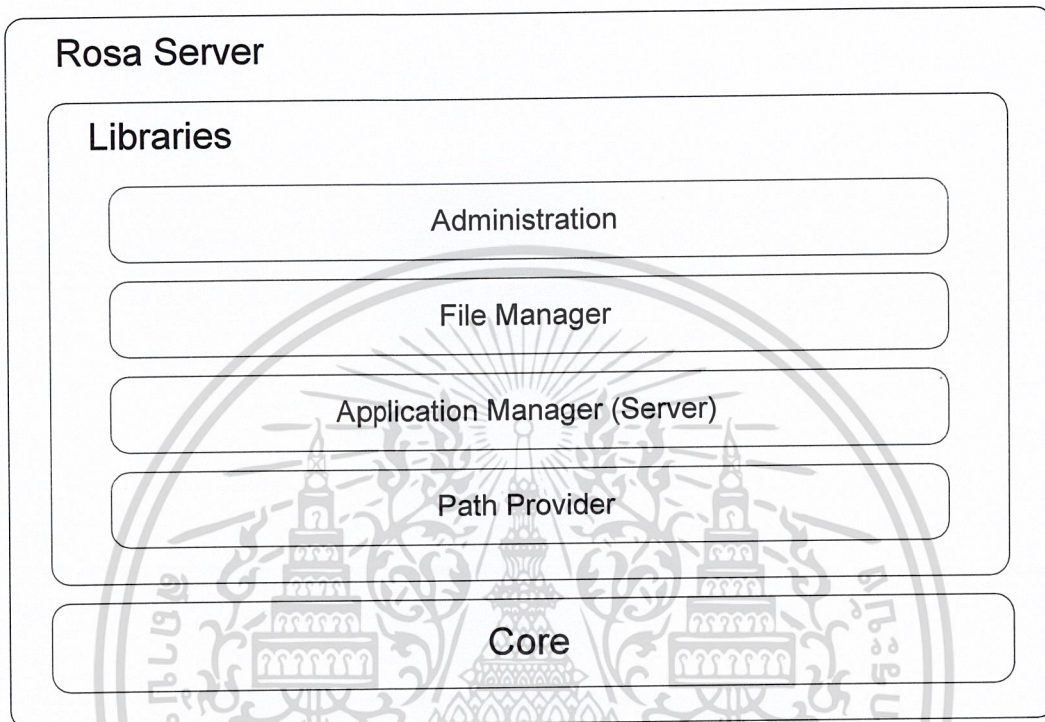 Rosa Server
Libraries
Administration
File Manager
Application Manager (Server)
Path Provider
Core